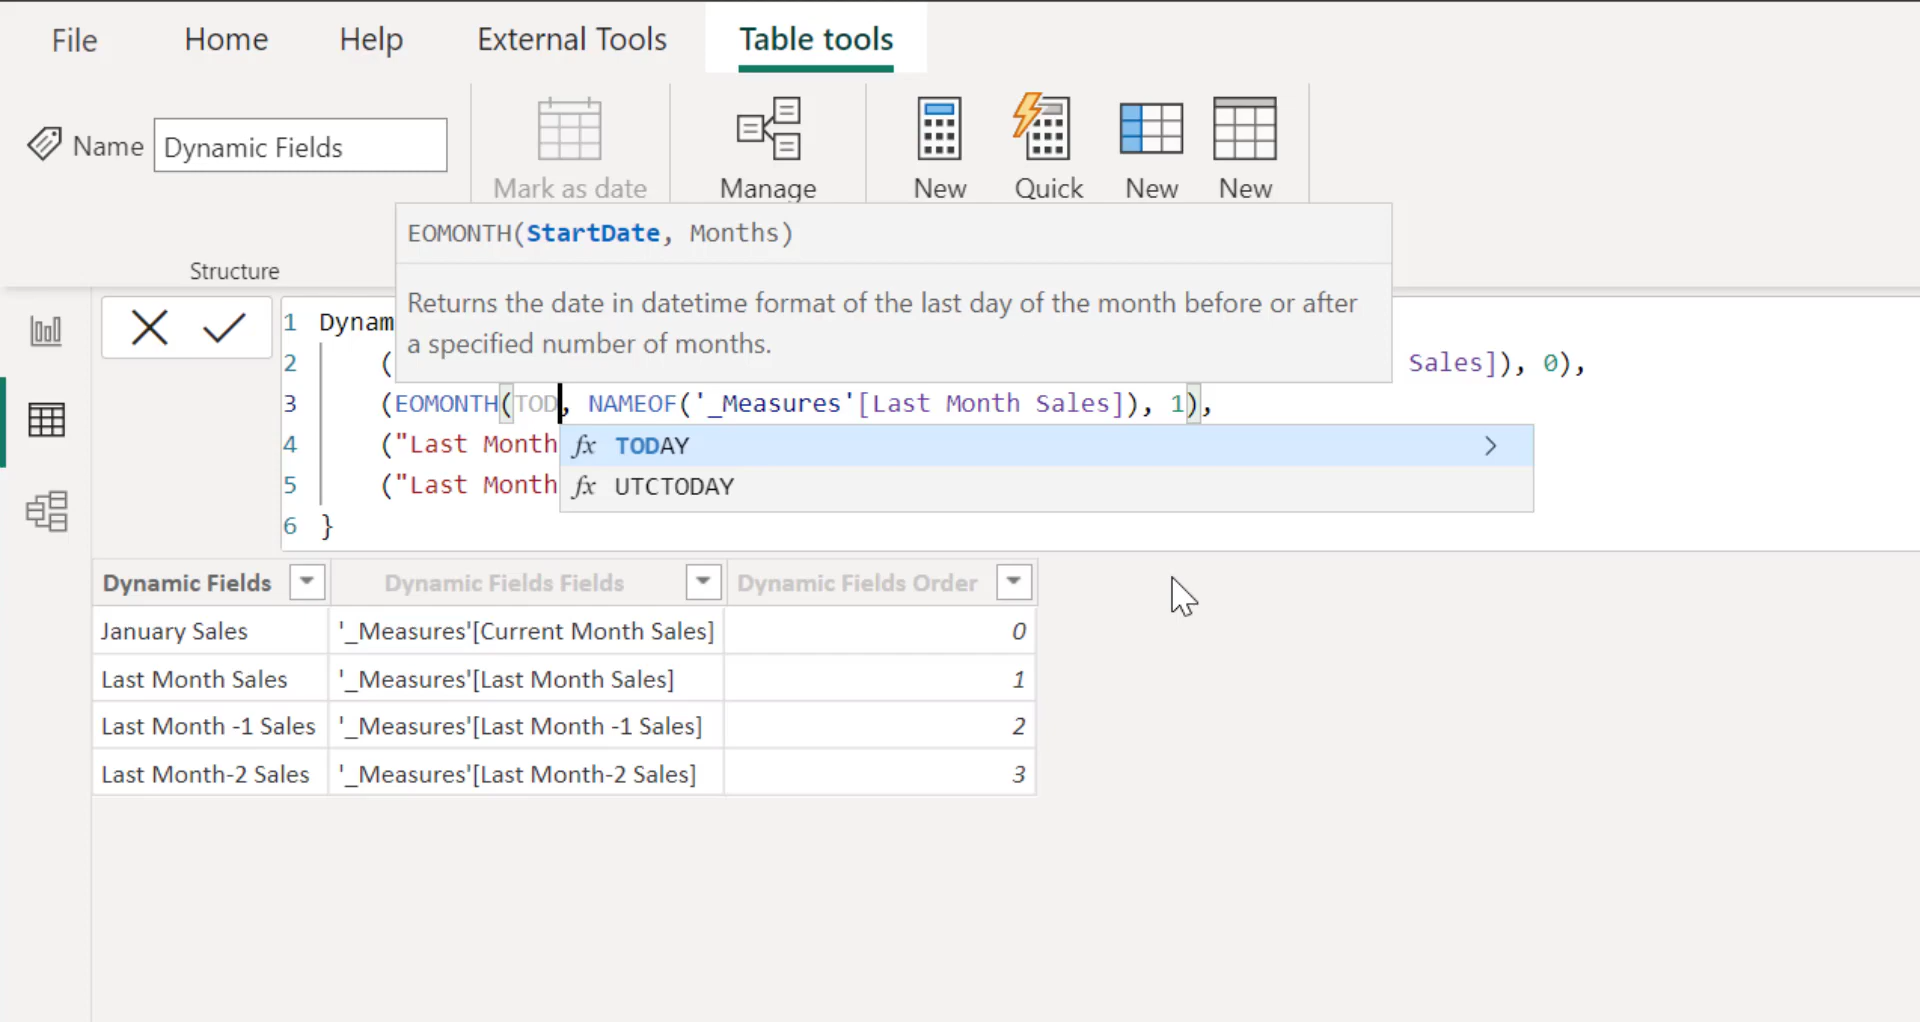 File Home Help External Tools Table tools
Name Dynamic Fields
Mark as date Manage New Quick New New
Structure
EOMONTH(StartDate, Months)
Returns the date in datetime format of the last day of the month before or after
a specified number of months.
1 Dynam
2 ( Sales]), 0),
3 (EOMONTH(TOD, NAMEOF('_Measures'[Last Month Sales]), 1),
4 ("Last Month
fx TODAY
5 ("Last Month
fx UTCTODAY
6 }
Dynamic Fields Dynamic Fields Fields Dynamic Fields Order
January Sales '_Measures'[Current Month Sales] 0
Last Month Sales '_Measures'[Last Month Sales] 1
Last Month -1 Sales '_Measures'[Last Month -1 Sales] 2
Last Month-2 Sales '_Measures'[Last Month-2 Sales] 3